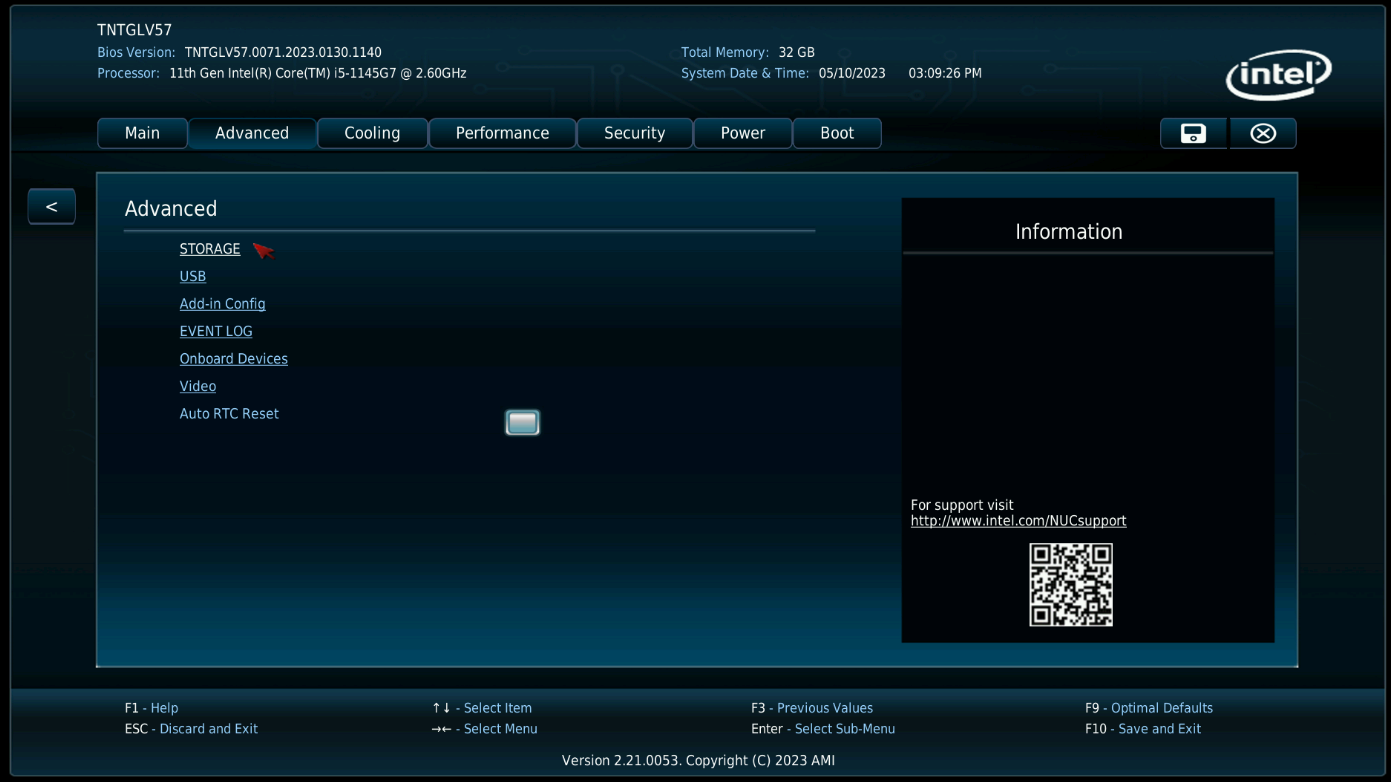 TNTGLV57
Bios Version: TNTGLV57.0071.2023.0130.1140
Total Memory: 32 GB
Processor: 11th Gen Intel(R) Core(TM) i5-1145G7 @ 2.60GHz
System Date & Time: 05/10/2023 03:09:26 PM
intel
Main Advanced Cooling Performance Security Power Boot
<
Advanced
STORAGE
USB
Add-in Config
EVENT LOG
Onboard Devices
Video
Auto RTC Reset
Information
For support visit
http://www.intel.com/NUCsupport
F1 - Help ↑↓ - Select Item F3 - Previous Values F9 - Optimal Defaults
ESC - Discard and Exit →← - Select Menu Enter - Select Sub-Menu F10 - Save and Exit
Version 2.21.0053. Copyright (C) 2023 AMI